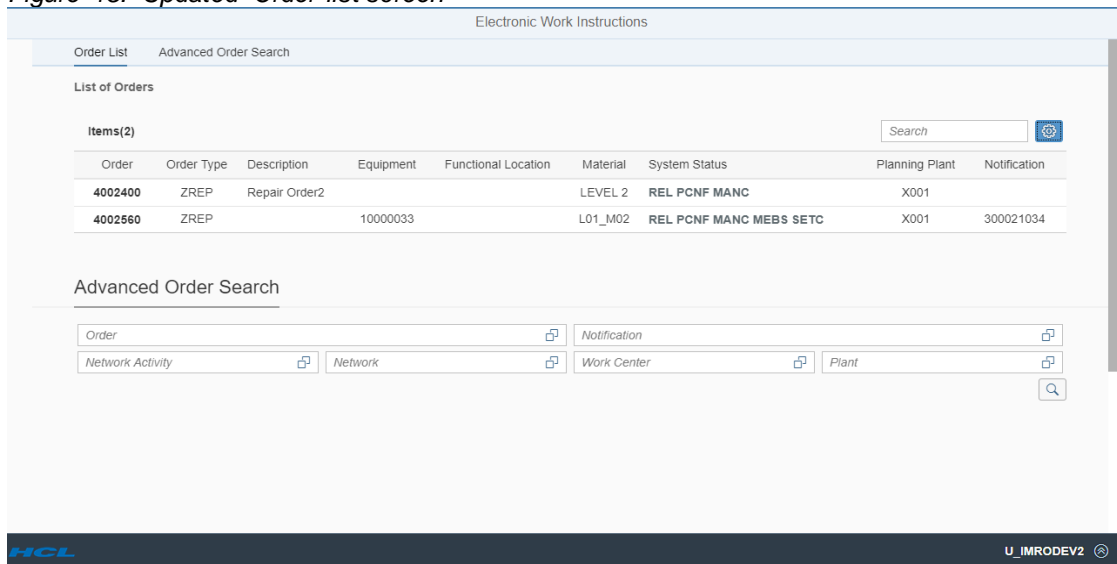 Figure 18: Updated Order list screen
Electronic Work Instructions
Order List Advanced Order Search
List of Orders
Items(2) Search
Order Order Type Description Equipment Functional Location Material System Status Planning Plant Notification
4002400 ZREP Repair Order2 LEVEL 2 REL PCNF MANC X001
4002560 ZREP 10000033 L01_M02 REL PCNF MANC MEBS SETC X001 300021034
Advanced Order Search
Order Notification
Network Activity Network Work Center Plant
HCL U_IMRODEV2